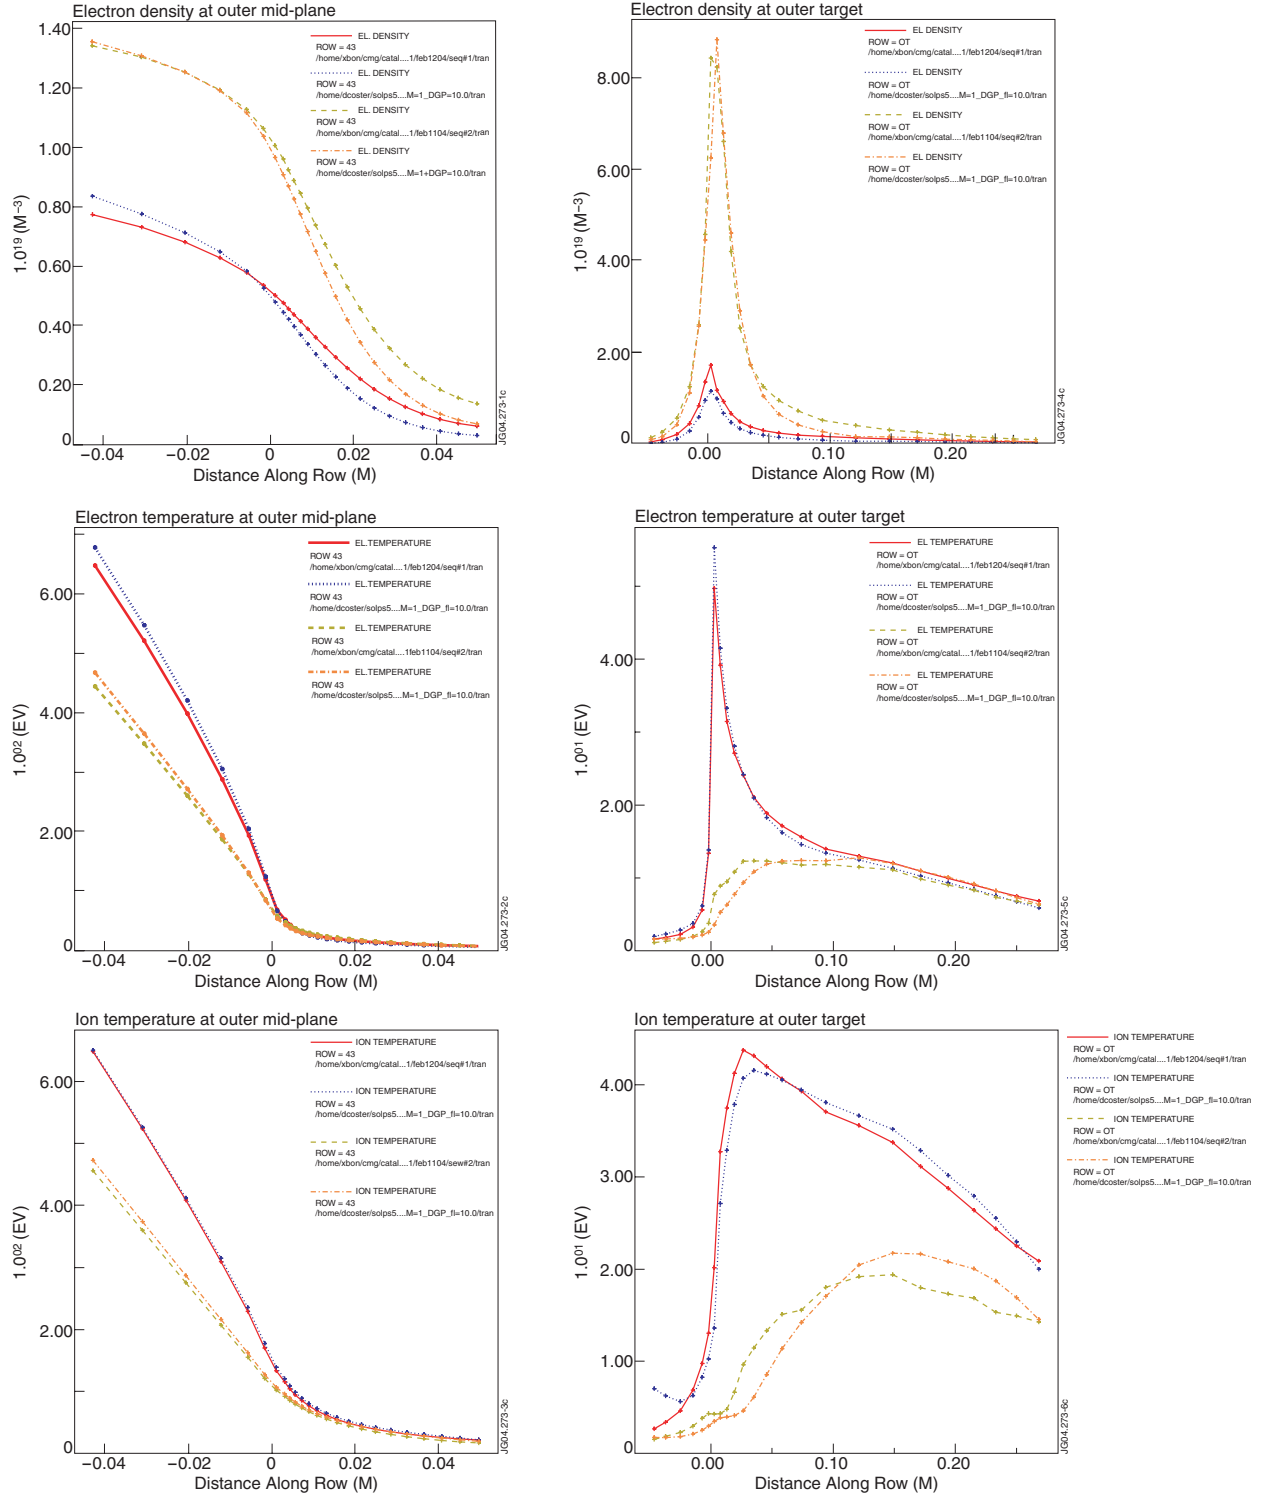 Electron density at outer mid-plane
1.40
1.20
1.00
0.80
0.60
0.40
0.20
0
1.0¹⁹ (M⁻³)
−0.04
−0.02
0
0.02
0.04
Distance Along Row (M)
EL. DENSITY
ROW = 43
/home/xbon/cmg/catal....1/feb1204/seq#1/tran
EL. DENSITY
ROW = 43
/home/dcoster/solps5....M=1_DGP=10.0/tran
EL. DENSITY
ROW = 43
/home/xbon/cmg/catal....1/feb1104/seq#2/tran
EL. DENSITY
ROW = 43
/home/dcoster/solps5....M=1+DGP=10.0/tran
JG04.273-1c
Electron density at outer target
8.00
6.00
4.00
2.00
0
1.0¹⁹ (M⁻³)
0.00
0.10
0.20
Distance Along Row (M)
EL DENSITY
ROW = OT
/home/xbon/cmg/catal....1/feb1204/seq#1/tran
EL DENSITY
ROW = OT
/home/dcoster/solps5....M=1_DGP_fl=10.0/tran
EL DENSITY
ROW = OT
/home/xbon/cmg/catal....1/feb1104/seq#2/tran
EL DENSITY
ROW = OT
/home/dcoster/solps5....M=1_DGP_fl=10.0/tran
JG04.273-4c
Electron temperature at outer mid-plane
6.00
4.00
2.00
0
1.0⁰² (EV)
−0.04
−0.02
0
0.02
0.04
Distance Along Row (M)
EL.TEMPERATURE
ROW 43
/home/xbon/cmg/catal....1/feb1204/seq#1/tran
EL.TEMPERATURE
ROW 43
/home/dcoster/solps5....M=1_DGP_fl=10.0/tran
EL.TEMPERATURE
ROW 43
/home/xbon/cmg/catal....1feb1104/seq#2/tran
EL.TEMPERATURE
ROW 43
/home/dcoster/solps5....M=1_DGP_fl=10.0/tran
JG04.273-2c
Electron temperature at outer target
4.00
2.00
0
1.0⁰¹ (EV)
0.00
0.10
0.20
Distance Along Row (M)
EL TEMPERATURE
ROW = OT
/home/xbon/cmg/catal....1/feb1204/seq#1/tran
EL TEMPERATURE
ROW = OT
/home/dcoster/solps5....M=1_DGP_fl=10.0/tran
EL TEMPERATURE
ROW = OT
/home/xbon/cmg/catal....1/feb1104/seq#2/tran
EL TEMPERATURE
ROW = OT
/home/dcoster/solps5....M=1_DGP_fl=10.0/tran
JG04.273-5c
Ion temperature at outer mid-plane
6.00
4.00
2.00
0
1.0⁰² (EV)
−0.04
−0.02
0
0.02
0.04
Distance Along Row (M)
ION TEMPERATURE
ROW = 43
/home/xbon/cmg/catal...1/feb1204/seq#1/tran
ION TEMPERATURE
ROW = 43
/home/dcoster/solps5....M=1_DGP_fl=10.0/tran
ION TEMPERATURE
ROW = 43
/home/xbon/cmg/catal....1/feb1104/sew#2/tran
ION TEMPERATURE
ROW = 43
/home/dcoster/solps5....M=1_DGP_fl=10.0/tran
JG04.273-3c
Ion temperature at outer target
4.00
3.00
2.00
1.00
0
1.0⁰¹ (EV)
0.00
0.10
0.20
Distance Along Row (M)
ION TEMPERATURE
ROW = OT
/home/xbon/cmg/catal....1/feb1204/seq#1/tran
ION TEMPERATURE
ROW = OT
/home/dcoster/solps5....M=1_DGP_fl=10.0/tran
ION TEMPERATURE
ROW = OT
/home/xbon/cmg/catal....1/feb1104/seq#2/tran
ION TEMPERATURE
ROW = OT
/home/dcoster/solps5....M=1_DGP_fl=10.0/tran
JG04.273-6c